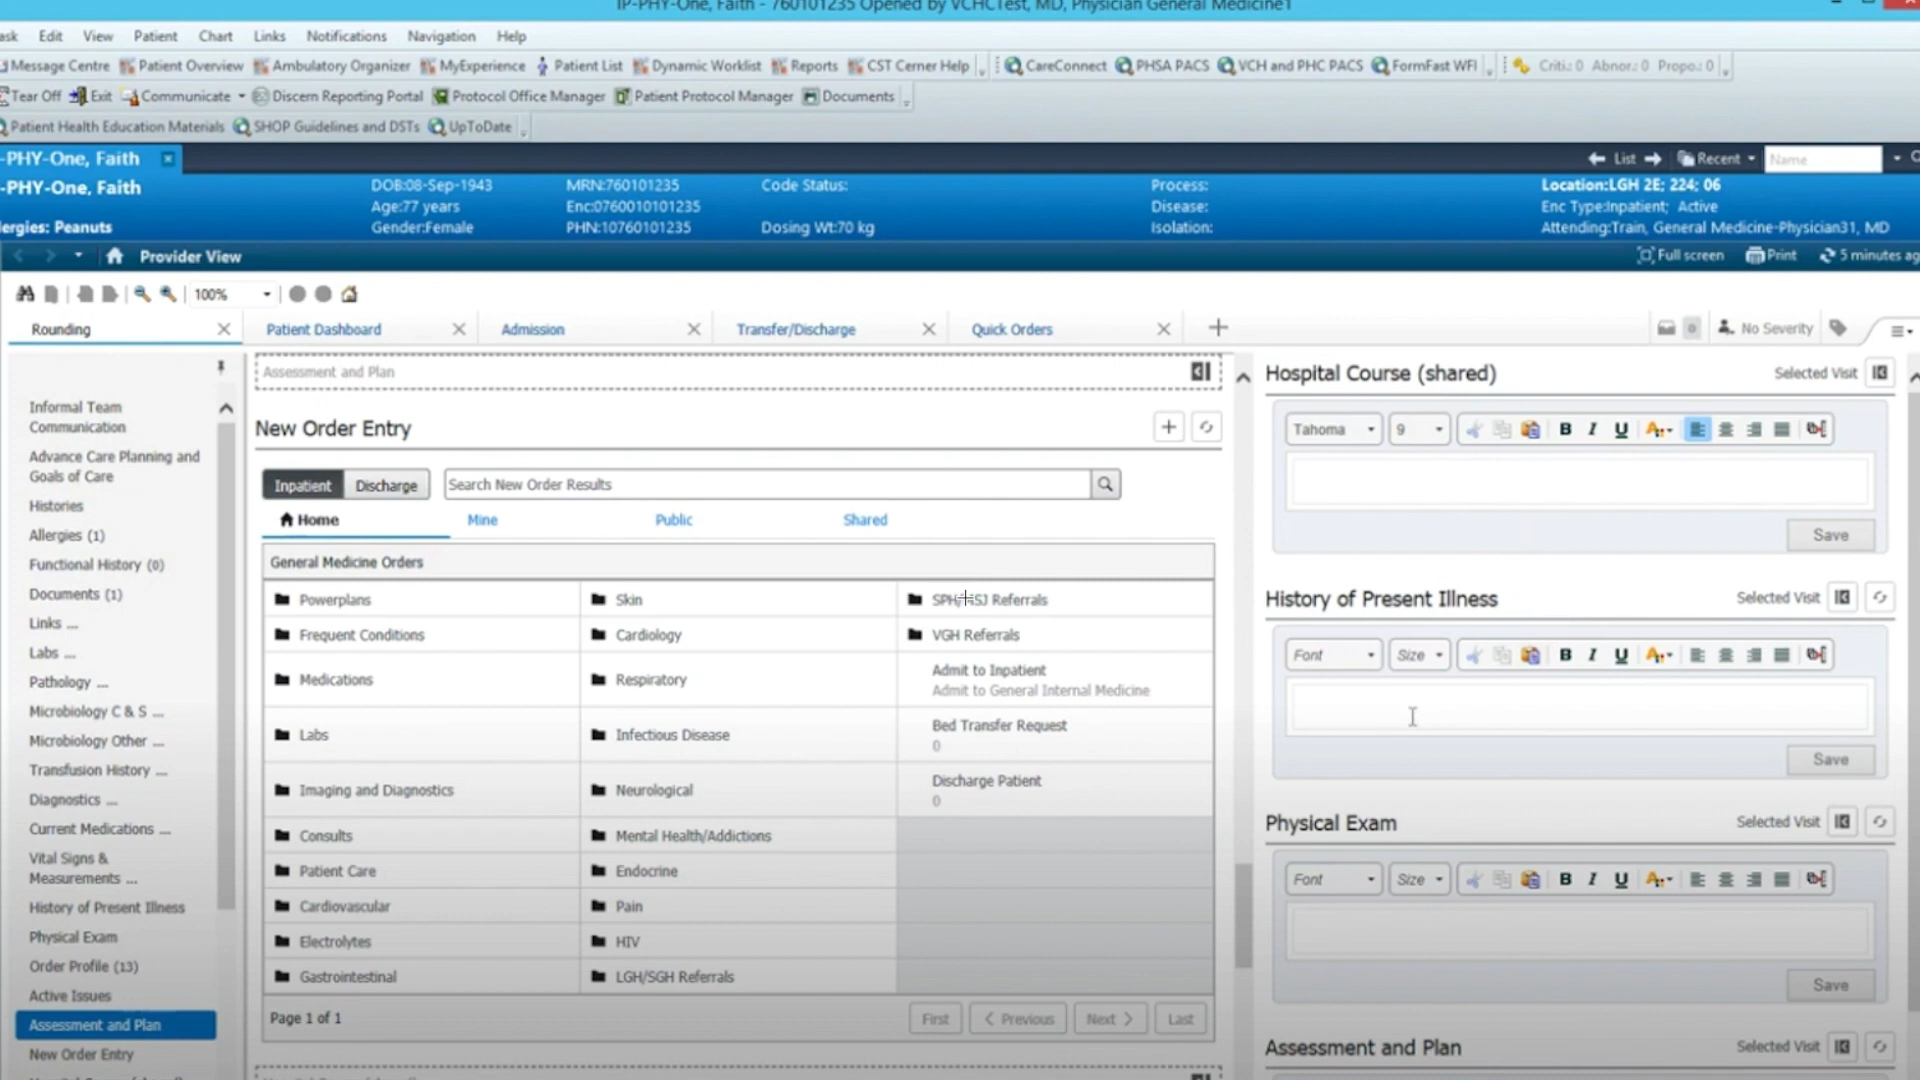 IP-PHY-One, Faith - 760101235 Opened by VCHCTest, MD, Physician General Medicine1
ask Edit View Patient Chart Links Notifications Navigation Help
Message Centre Patient Overview Ambulatory Organizer MyExperience Patient List Dynamic Worklist Reports CST Cerner Help CareConnect PHSA PACS VCH and PHC PACS FormFast WFI Criti.: 0 Abnor.: 0 Propo.: 0
Tear Off Exit Communicate Discern Reporting Portal Protocol Office Manager Patient Protocol Manager Documents
Patient Health Education Materials SHOP Guidelines and DSTs UpToDate
-PHY-One, Faith List Recent Name
-PHY-One, Faith DOB:08-Sep-1943 MRN:760101235 Code Status: Process: Location:LGH 2E; 224; 06
Age:77 years Enc:0760010101235 Disease: Enc Type:Inpatient; Active
lergies: Peanuts Gender:Female PHN:10760101235 Dosing Wt:70 kg Isolation: Attending:Train, General Medicine-Physician31, MD
Provider View Full screen Print 5 minutes ag
100%
Rounding Patient Dashboard Admission Transfer/Discharge Quick Orders 0 No Severity
Informal Team
Communication
Advance Care Planning and
Goals of Care
Histories
Allergies (1)
Functional History (0)
Documents (1)
Links ...
Labs ...
Pathology ...
Microbiology C & S ...
Microbiology Other ...
Transfusion History ...
Diagnostics ...
Current Medications ...
Vital Signs &
Measurements ...
History of Present Illness
Physical Exam
Order Profile (13)
Active Issues
Assessment and Plan
New Order Entry
Assessment and Plan
New Order Entry
Inpatient Discharge Search New Order Results
Home Mine Public Shared
General Medicine Orders
Powerplans Skin SPH/MSJ Referrals
Frequent Conditions Cardiology VGH Referrals
Medications Respiratory Admit to Inpatient
Admit to General Internal Medicine
Labs Infectious Disease Bed Transfer Request
0
Imaging and Diagnostics Neurological Discharge Patient
0
Consults Mental Health/Addictions
Patient Care Endocrine
Cardiovascular Pain
Electrolytes HIV
Gastrointestinal LGH/SGH Referrals
Page 1 of 1 First Previous Next Last
Hospital Course (shared) Selected Visit
Tahoma 9 B I U A
Save
History of Present Illness Selected Visit
Font Size B I U A
Save
Physical Exam Selected Visit
Font Size B I U A
Save
Assessment and Plan Selected Visit